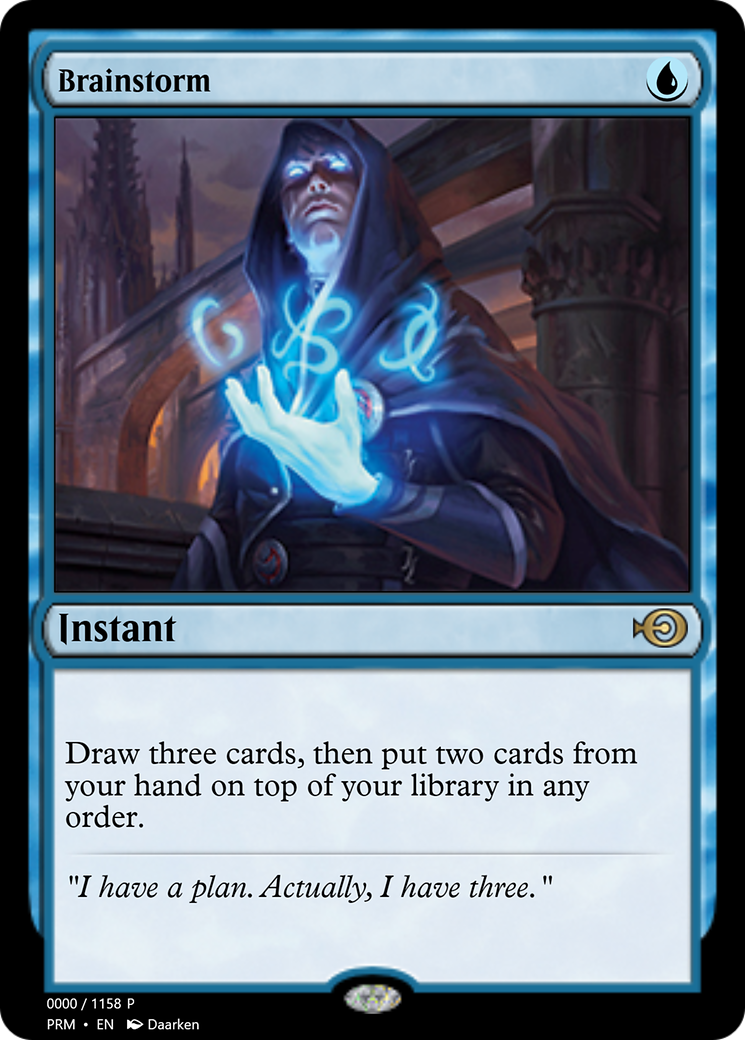 Brainstorm
Instant
Draw three cards, then put two cards from
your hand on top of your library in any
order.
"I have a plan. Actually, I have three."
0000 / 1158 P
PRM • EN Daarken